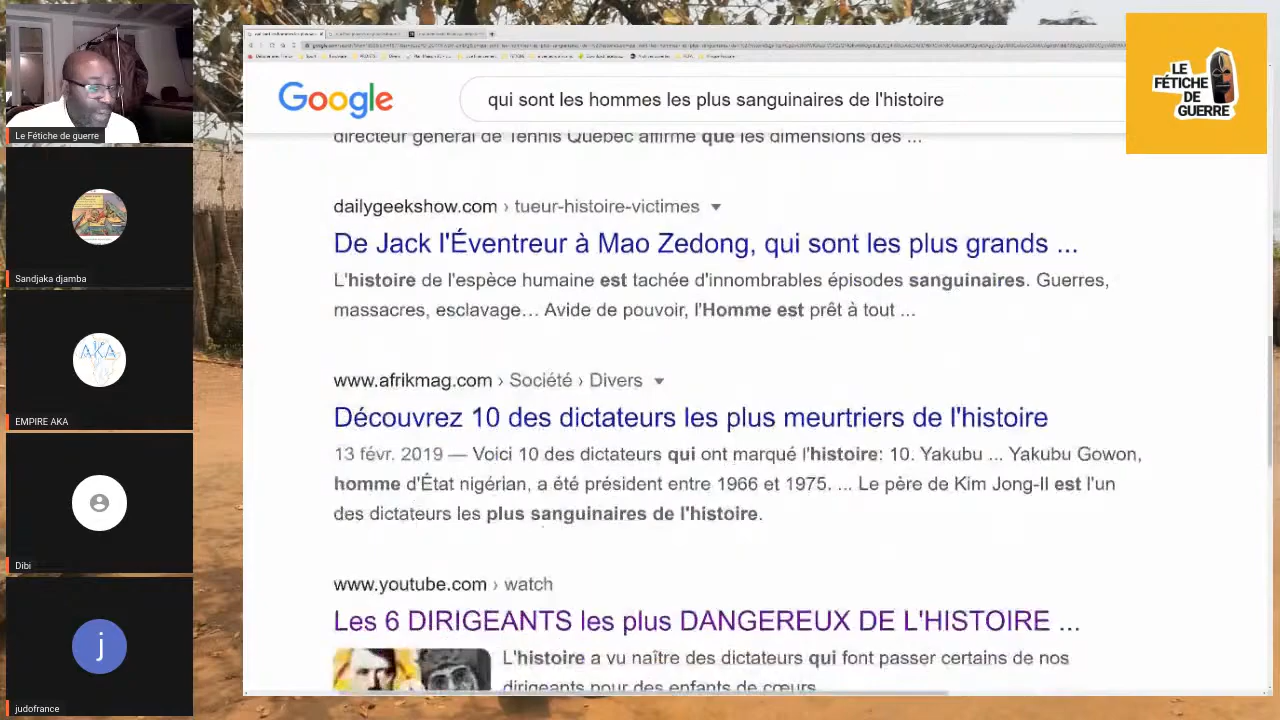 Google
qui sont les hommes les plus sanguinaires de l'histoire
LE
FÉTICHE
DE
GUERRE
directeur général de Tennis Québec affirme que les dimensions des ...
Le Fétiche de guerre
dailygeekshow.com › tueur-histoire-victimes
De Jack l'Éventreur à Mao Zedong, qui sont les plus grands ...
L'histoire de l'espèce humaine est tachée d'innombrables épisodes sanguinaires. Guerres,
massacres, esclavage… Avide de pouvoir, l'Homme est prêt à tout ...
Sandjaka djamba
www.afrikmag.com › Société › Divers
Découvrez 10 des dictateurs les plus meurtriers de l'histoire
13 févr. 2019 — Voici 10 des dictateurs qui ont marqué l'histoire: 10. Yakubu ... Yakubu Gowon,
homme d'État nigérian, a été président entre 1966 et 1975. ... Le père de Kim Jong-Il est l'un
des dictateurs les plus sanguinaires de l'histoire.
AKA
EMPIRE AKA
Dibi
www.youtube.com › watch
Les 6 DIRIGEANTS les plus DANGEREUX DE L'HISTOIRE ...
L'histoire a vu naître des dictateurs qui font passer certains de nos
dirigeants pour des enfants de cœurs
j
judofrance